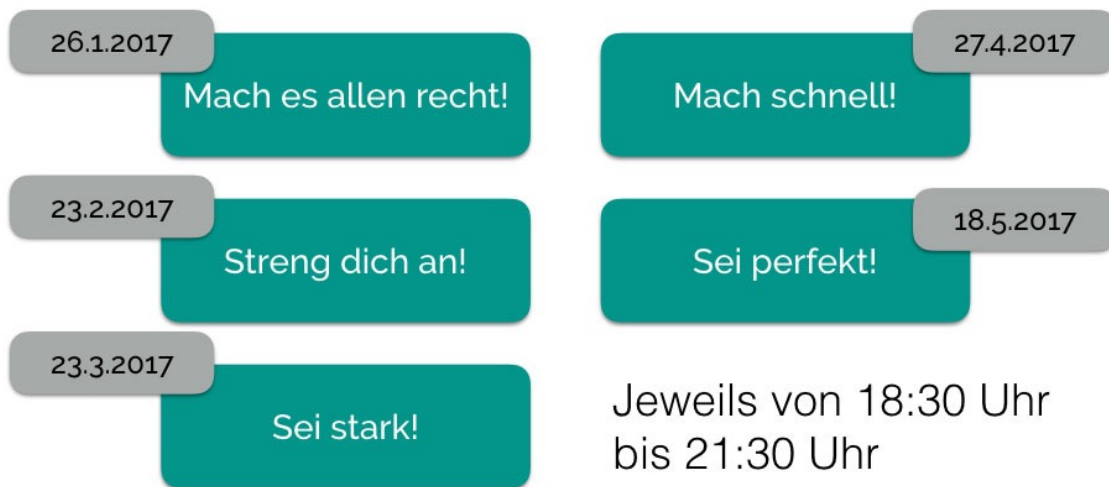 26.1.2017
Mach es allen recht!
23.2.2017
Streng dich an!
23.3.2017
Sei stark!
27.4.2017
Mach schnell!
18.5.2017
Sei perfekt!
Jeweils von 18:30 Uhr
bis 21:30 Uhr